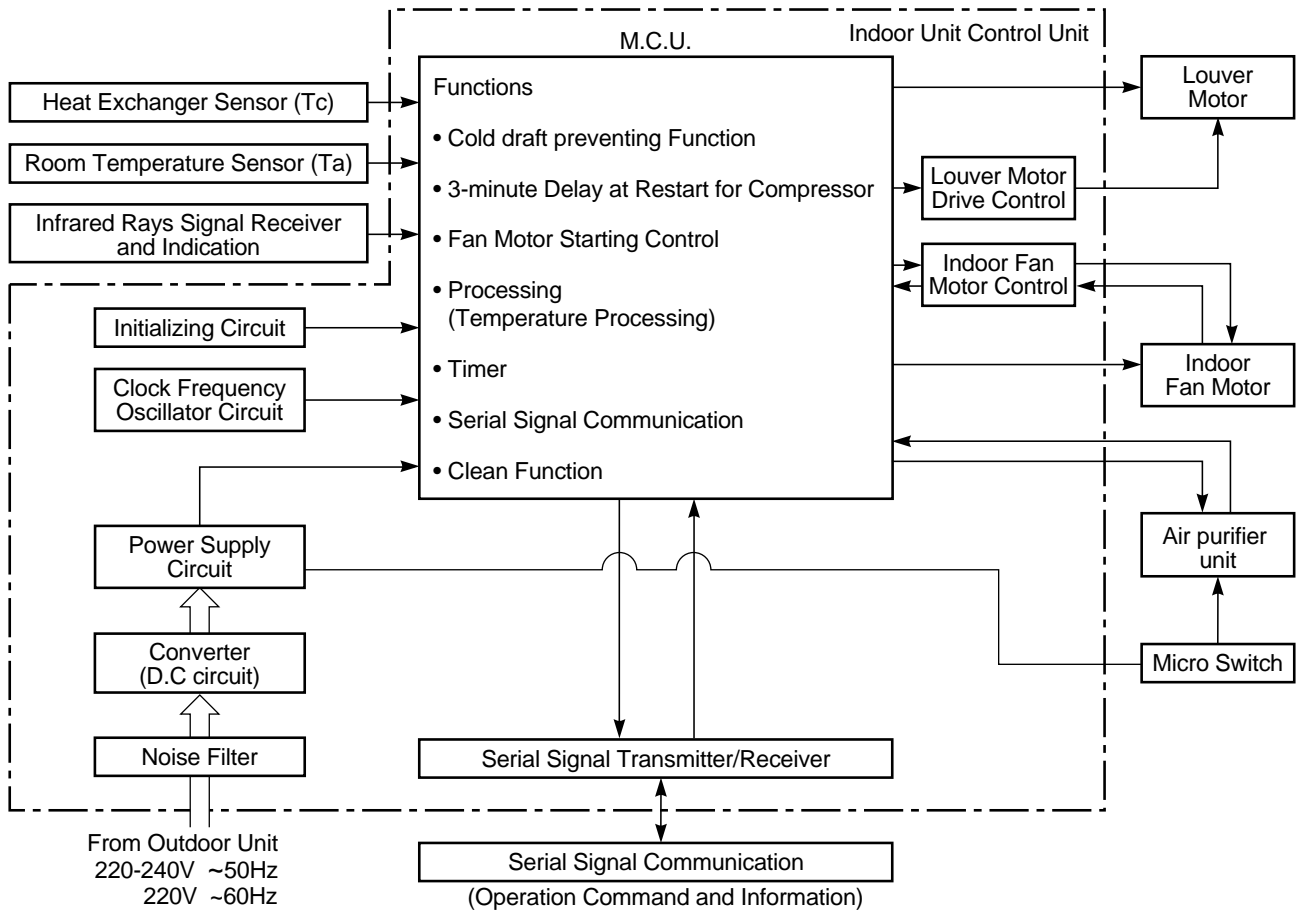 Indoor Unit Control Unit
M.C.U.
Functions
• Cold draft preventing Function
• 3-minute Delay at Restart for Compressor
• Fan Motor Starting Control
• Processing
(Temperature Processing)
• Timer
• Serial Signal Communication
• Clean Function
Heat Exchanger Sensor (Tc)
Room Temperature Sensor (Ta)
Infrared Rays Signal Receiver
and Indication
Initializing Circuit
Clock Frequency
Oscillator Circuit
Power Supply
Circuit
Converter
(D.C circuit)
Noise Filter
From Outdoor Unit
220-240V ~50Hz
220V ~60Hz
Louver
Motor
Louver Motor
Drive Control
Indoor Fan
Motor Control
Indoor
Fan Motor
Air purifier
unit
Micro Switch
Serial Signal Transmitter/Receiver
Serial Signal Communication
(Operation Command and Information)